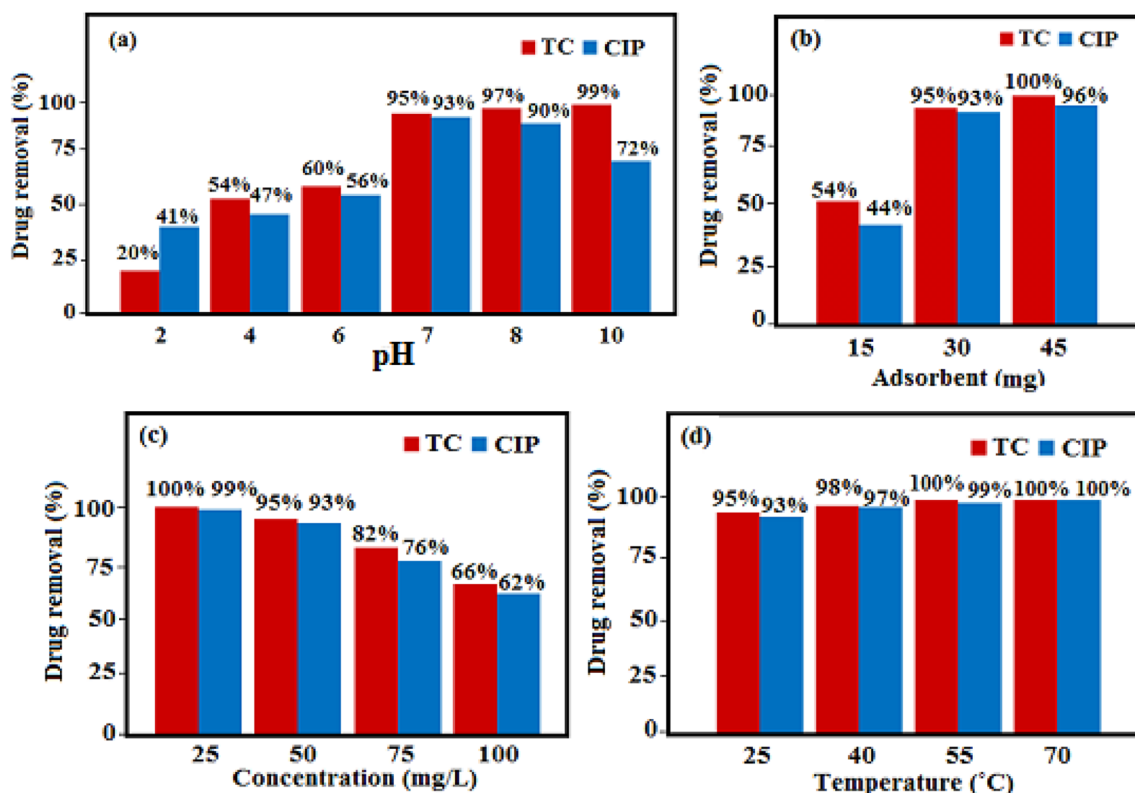 (a)
TC CIP
Drug removal (%)
100
75
50
25
0
20% 41% 54% 47% 60% 56% 95% 93% 97% 90% 99% 72%
2 4 6 7 8 10
pH
(b)
TC CIP
Drug removal (%)
100
75
50
25
0
54% 44% 95% 93% 100% 96%
15 30 45
Adsorbent (mg)
(c)
TC CIP
Drug removal (%)
100
75
50
25
0
100% 99% 95% 93% 82% 76% 66% 62%
25 50 75 100
Concentration (mg/L)
(d)
TC CIP
Drug removal (%)
100
75
50
25
0
95% 93% 98% 97% 100% 99% 100% 100%
25 40 55 70
Temperature (˚C)